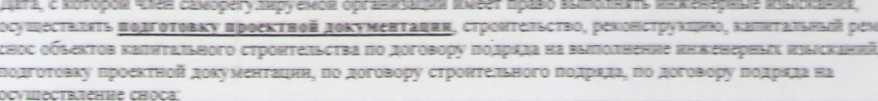 дата, с которой член саморегулируемой организации имеет право выполнять инженерные изыскания,
осуществлять подготовку проектной документации, строительство, реконструкцию, капитальный рем
снос объектов капитального строительства по договору подряда на выполнение инженерных изысканий,
подготовку проектной документации, по договору строительного подряда, по договору подряда на
осуществление сноса: